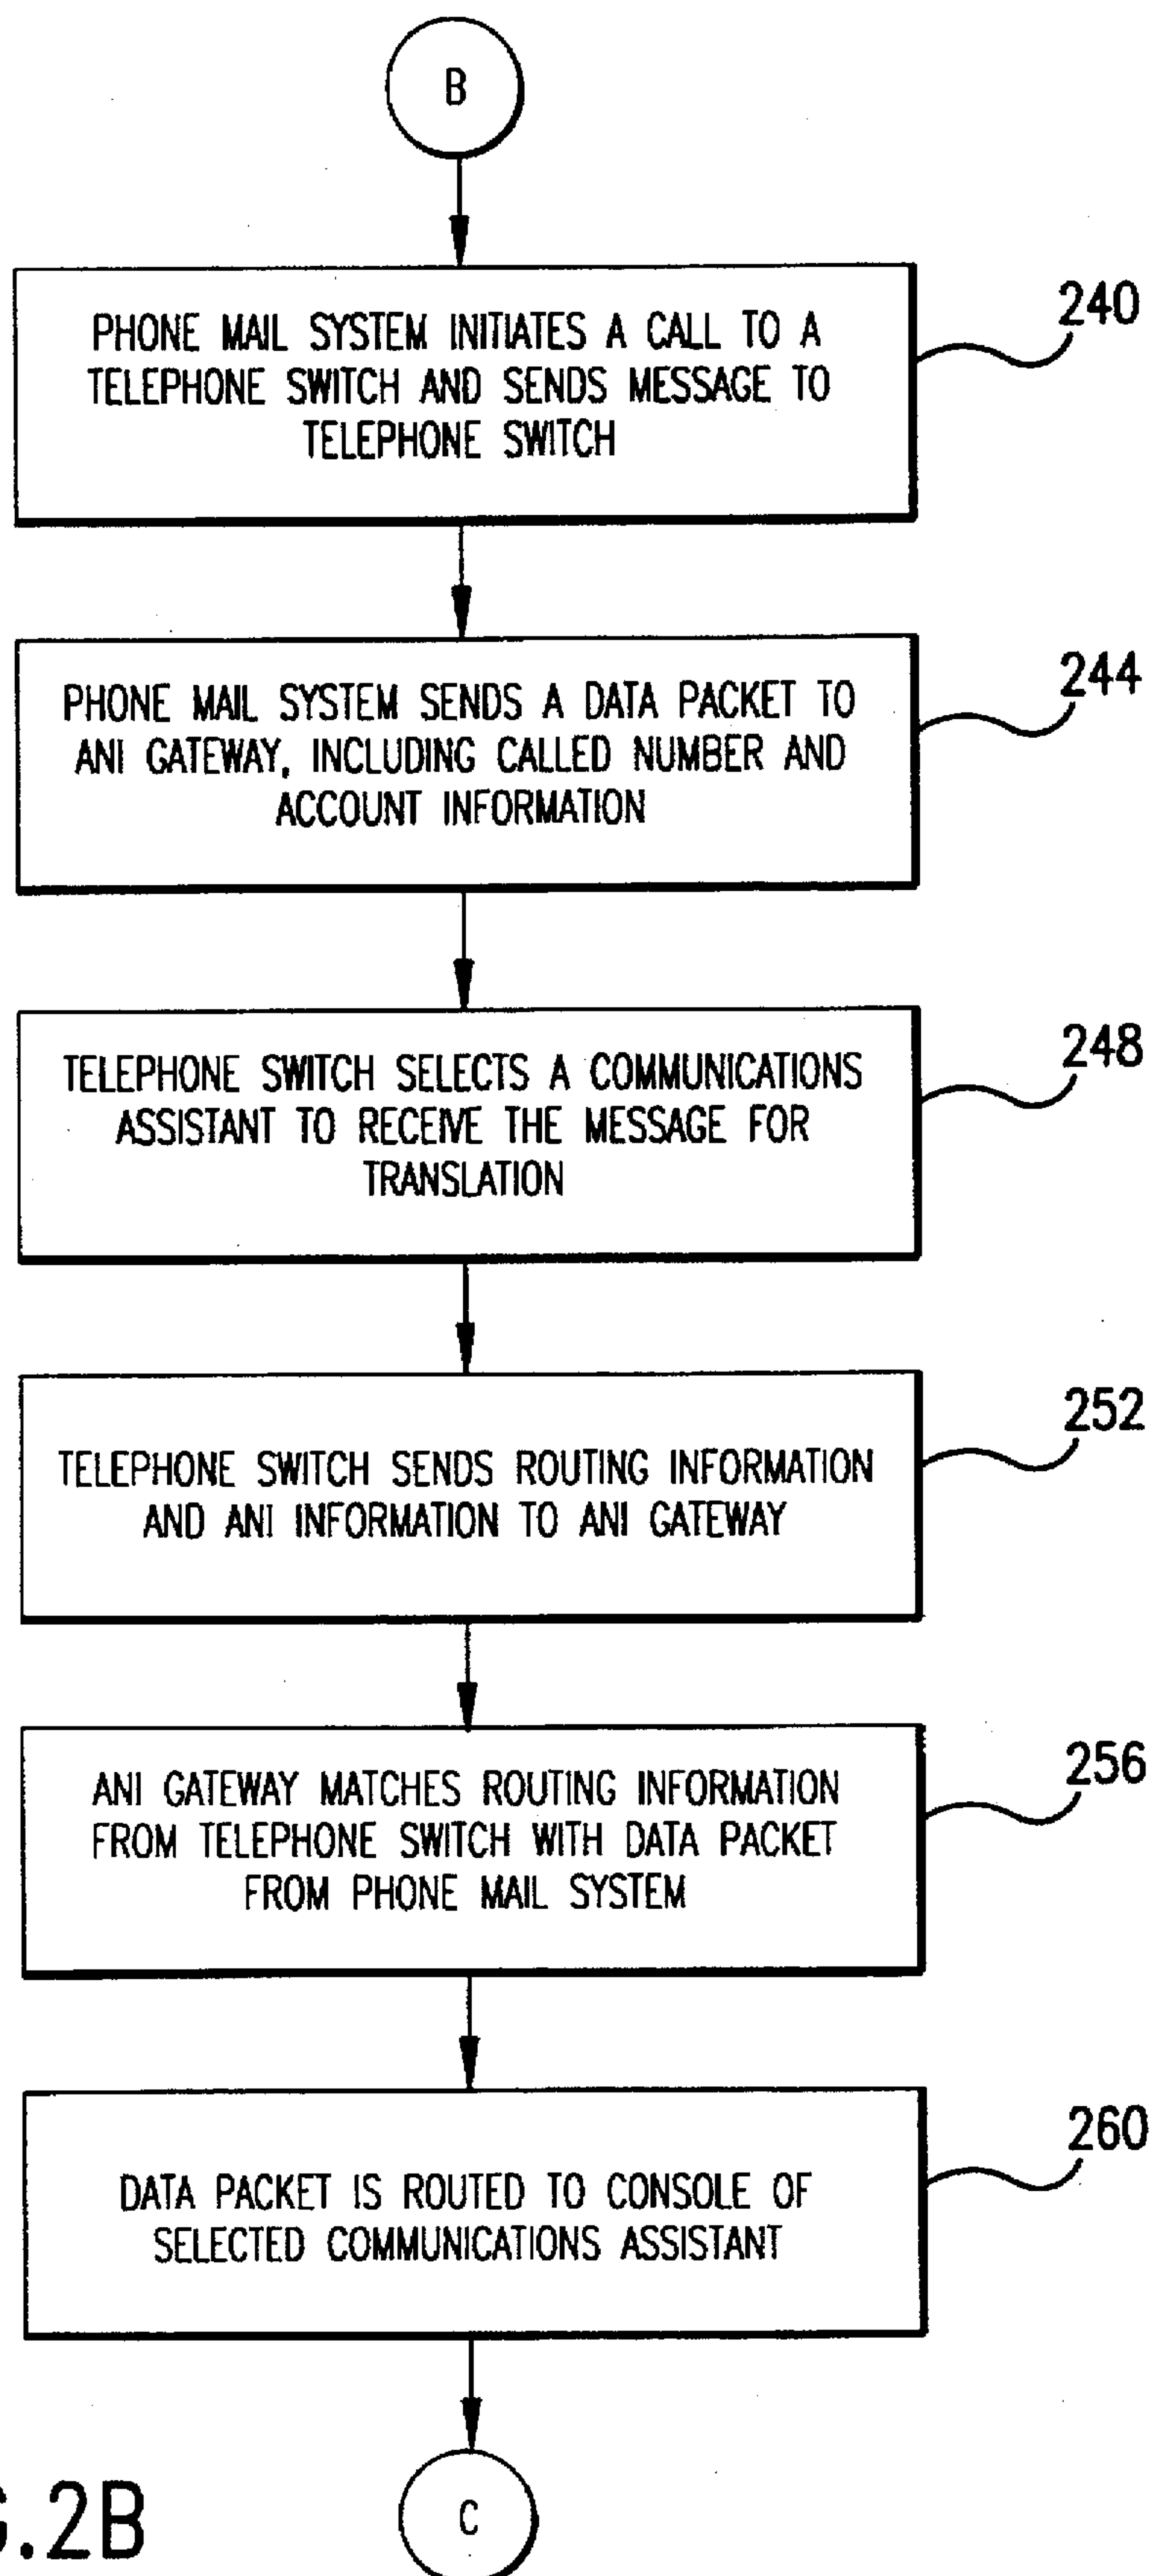 B
PHONE MAIL SYSTEM INITIATES A CALL TO A
TELEPHONE SWITCH AND SENDS MESSAGE TO
TELEPHONE SWITCH
240
PHONE MAIL SYSTEM SENDS A DATA PACKET TO
ANI GATEWAY, INCLUDING CALLED NUMBER AND
ACCOUNT INFORMATION
244
TELEPHONE SWITCH SELECTS A COMMUNICATIONS
ASSISTANT TO RECEIVE THE MESSAGE FOR
TRANSLATION
248
TELEPHONE SWITCH SENDS ROUTING INFORMATION
AND ANI INFORMATION TO ANI GATEWAY
252
ANI GATEWAY MATCHES ROUTING INFORMATION
FROM TELEPHONE SWITCH WITH DATA PACKET
FROM PHONE MAIL SYSTEM
256
DATA PACKET IS ROUTED TO CONSOLE OF
SELECTED COMMUNICATIONS ASSISTANT
260
C
G.2B